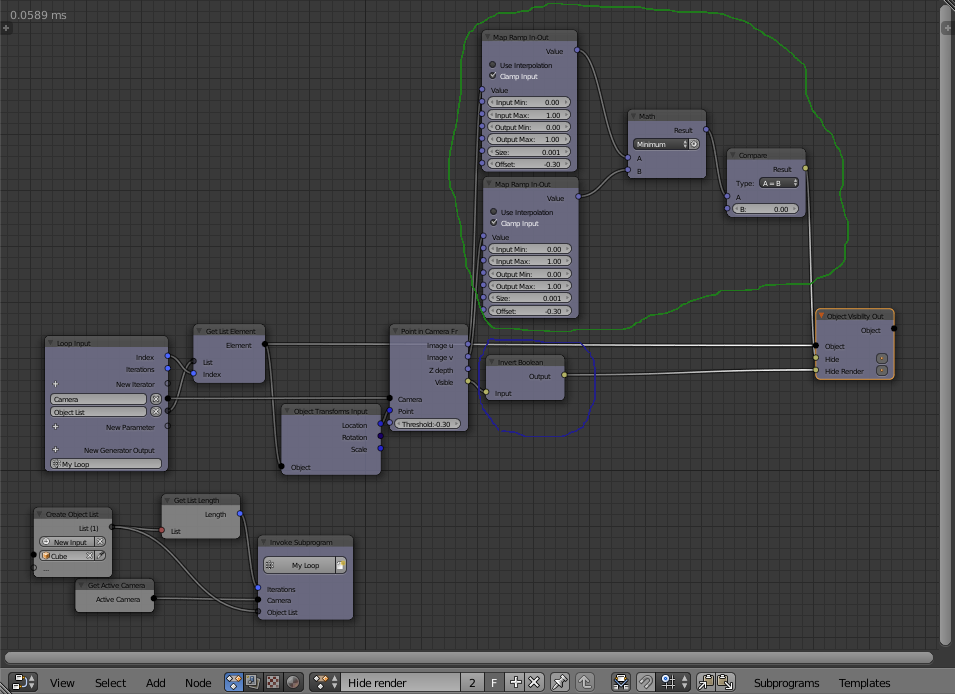 0.0589 ms
Map Ramp In-Out
Value
Use Interpolation
Clamp Input
Value
Input Min: 0.00
Input Max: 1.00
Output Min: 0.00
Output Max: 1.00
Size: 0.001
Offset: -0.30
Math
Result
Minimum
A
B
Compare
Result
Type: A = B
A
B: 0.00
Map Ramp In-Out
Value
Use Interpolation
Clamp Input
Value
Input Min: 0.00
Input Max: 1.00
Output Min: 0.00
Output Max: 1.00
Size: 0.001
Offset: -0.30
Loop Input
Index
Iterations
New Iterator
Camera
Object List
New Parameter
New Generator Output
My Loop
Get List Element
Element
List
Index
Object Transforms Input
Location
Rotation
Scale
Object
Point in Camera Fr
Image u
Image v
Z depth
Visible
Camera
Point
Threshold:-0.30
Invert Boolean
Output
Input
Object Visiblity Out
Object
Object
Hide
Hide Render
Create Object List
List (1)
New Input
Cube
...
Get List Length
Length
List
Get Active Camera
Active Camera
Invoke Subprogram
My Loop
Iterations
Camera
Object List
View Select Add Node Hide render 2 F Subprograms Templates